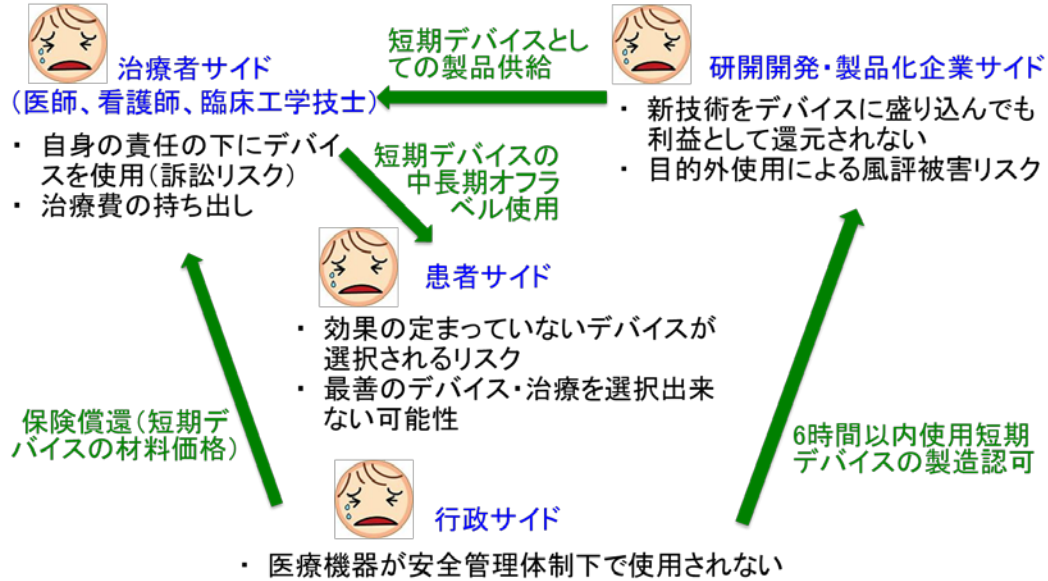 治療者サイド
(医師、看護師、臨床工学技士)
・ 自身の責任の下にデバイ
スを使用(訴訟リスク)
・ 治療費の持ち出し
短期デバイスとし
ての製品供給
研開開発・製品化企業サイド
・ 新技術をデバイスに盛り込んでも
利益として還元されない
・ 目的外使用による風評被害リスク
短期デバイスの
中長期オフラ
ベル使用
患者サイド
・ 効果の定まっていないデバイスが
選択されるリスク
・ 最善のデバイス・治療を選択出来
ない可能性
保険償還(短期デ
バイスの材料価格)
6時間以内使用短期
デバイスの製造認可
行政サイド
・ 医療機器が安全管理体制下で使用されない